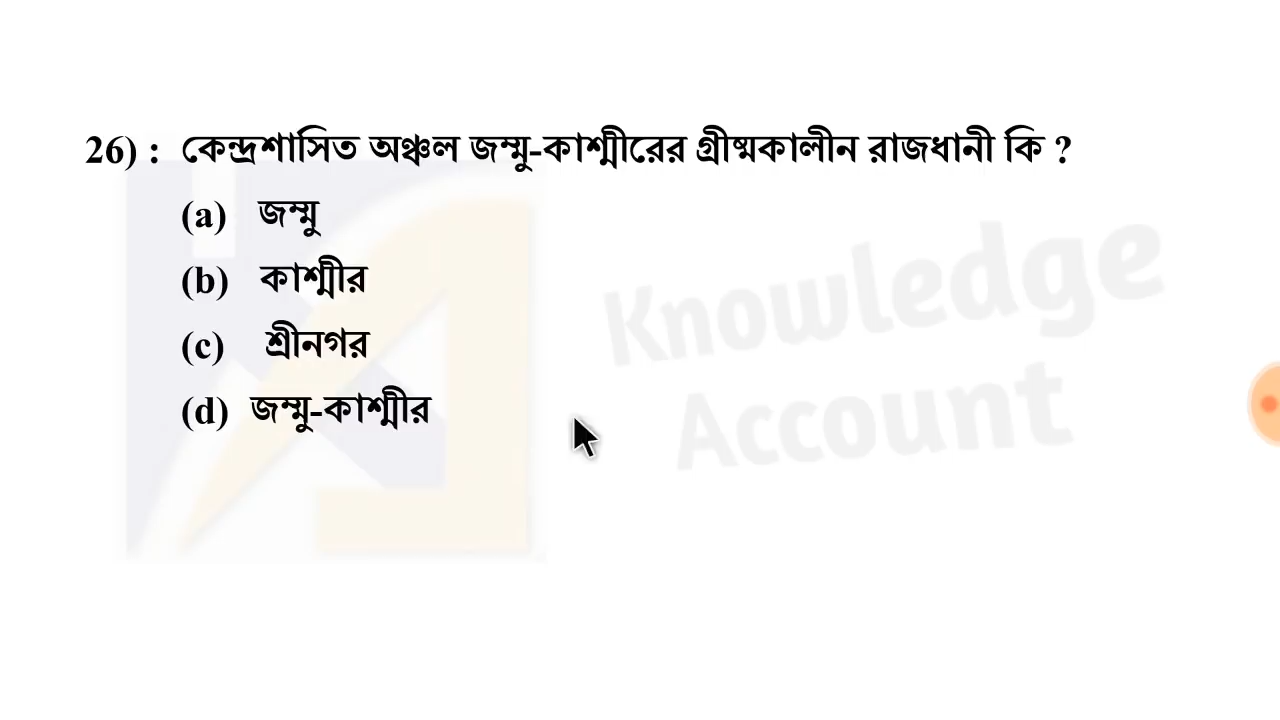 26) : কেন্দ্রশাসিত অঞ্চল জম্মু-কাশ্মীরের গ্রীষ্মকালীন রাজধানী কি ?
(a) জম্মু
(b) কাশ্মীর
(c) শ্রীনগর
(d) জম্মু-কাশ্মীর
Knowledge
Account